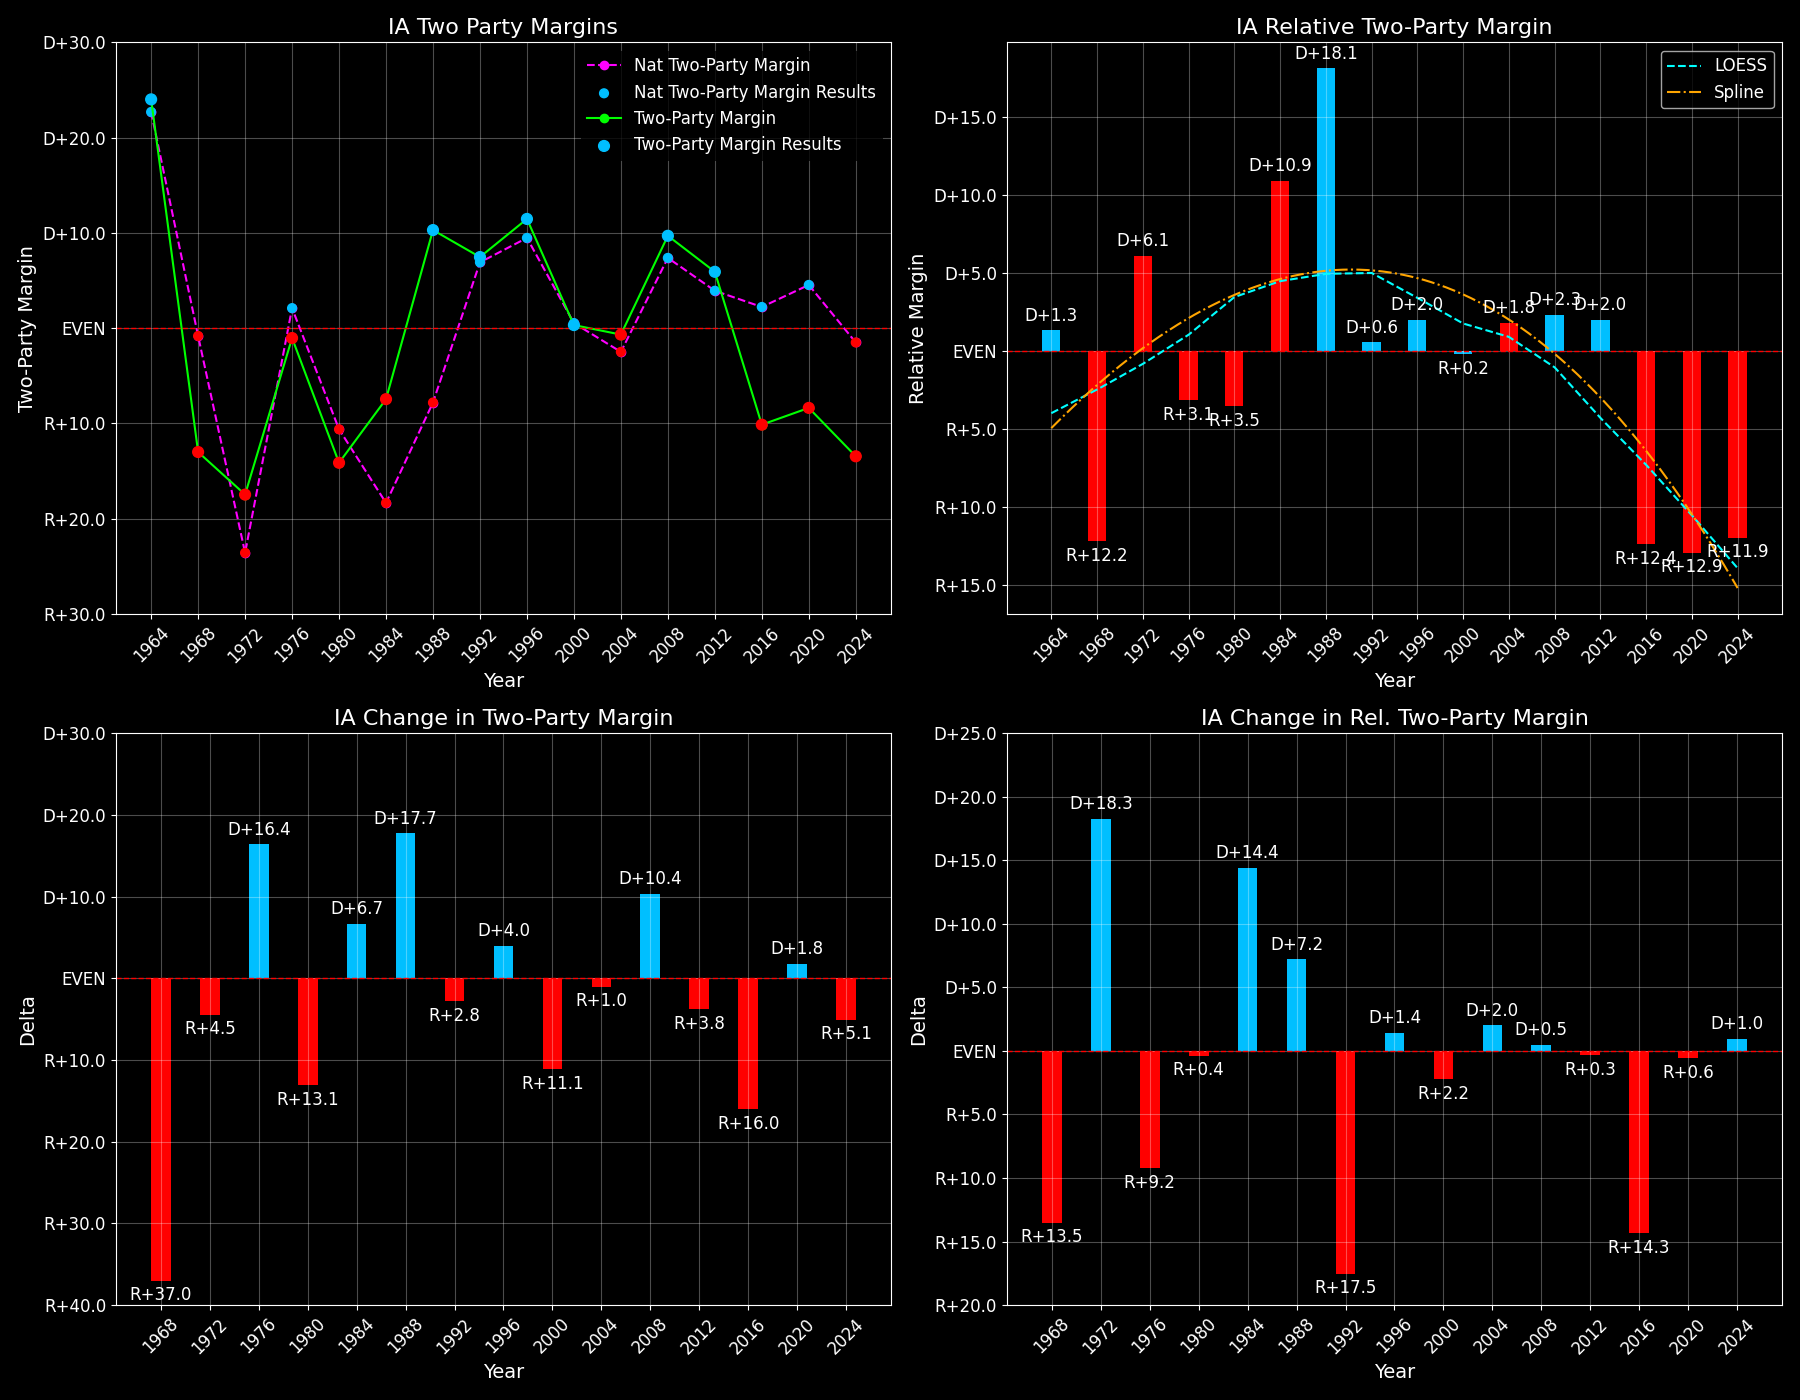 IA Two Party Margins
D+30.0
D+20.0
D+10.0
EVEN
R+10.0
R+20.0
R+30.0
Two-Party Margin
Nat Two-Party Margin
Nat Two-Party Margin Results
Two-Party Margin
Two-Party Margin Results
1964 1968 1972 1976 1980 1984 1988 1992 1996 2000 2004 2008 2012 2016 2020 2024
Year
IA Relative Two-Party Margin
D+15.0
D+10.0
D+5.0
EVEN
R+5.0
R+10.0
R+15.0
Relative Margin
LOESS
Spline
D+1.3
R+12.2
D+6.1
R+3.1
R+3.5
D+10.9
D+18.1
D+0.6
D+2.0
R+0.2
D+1.8
D+2.3
D+2.0
R+12.4
R+12.9
R+11.9
1964 1968 1972 1976 1980 1984 1988 1992 1996 2000 2004 2008 2012 2016 2020 2024
Year
IA Change in Two-Party Margin
D+30.0
D+20.0
D+10.0
EVEN
R+10.0
R+20.0
R+30.0
R+40.0
Delta
R+37.0
R+4.5
D+16.4
R+13.1
D+6.7
D+17.7
R+2.8
D+4.0
R+11.1
R+1.0
D+10.4
R+3.8
R+16.0
D+1.8
R+5.1
1968 1972 1976 1980 1984 1988 1992 1996 2000 2004 2008 2012 2016 2020 2024
Year
IA Change in Rel. Two-Party Margin
D+25.0
D+20.0
D+15.0
D+10.0
D+5.0
EVEN
R+5.0
R+10.0
R+15.0
R+20.0
Delta
R+13.5
D+18.3
R+9.2
R+0.4
D+14.4
D+7.2
R+17.5
D+1.4
R+2.2
D+2.0
D+0.5
R+0.3
R+14.3
R+0.6
D+1.0
1968 1972 1976 1980 1984 1988 1992 1996 2000 2004 2008 2012 2016 2020 2024
Year